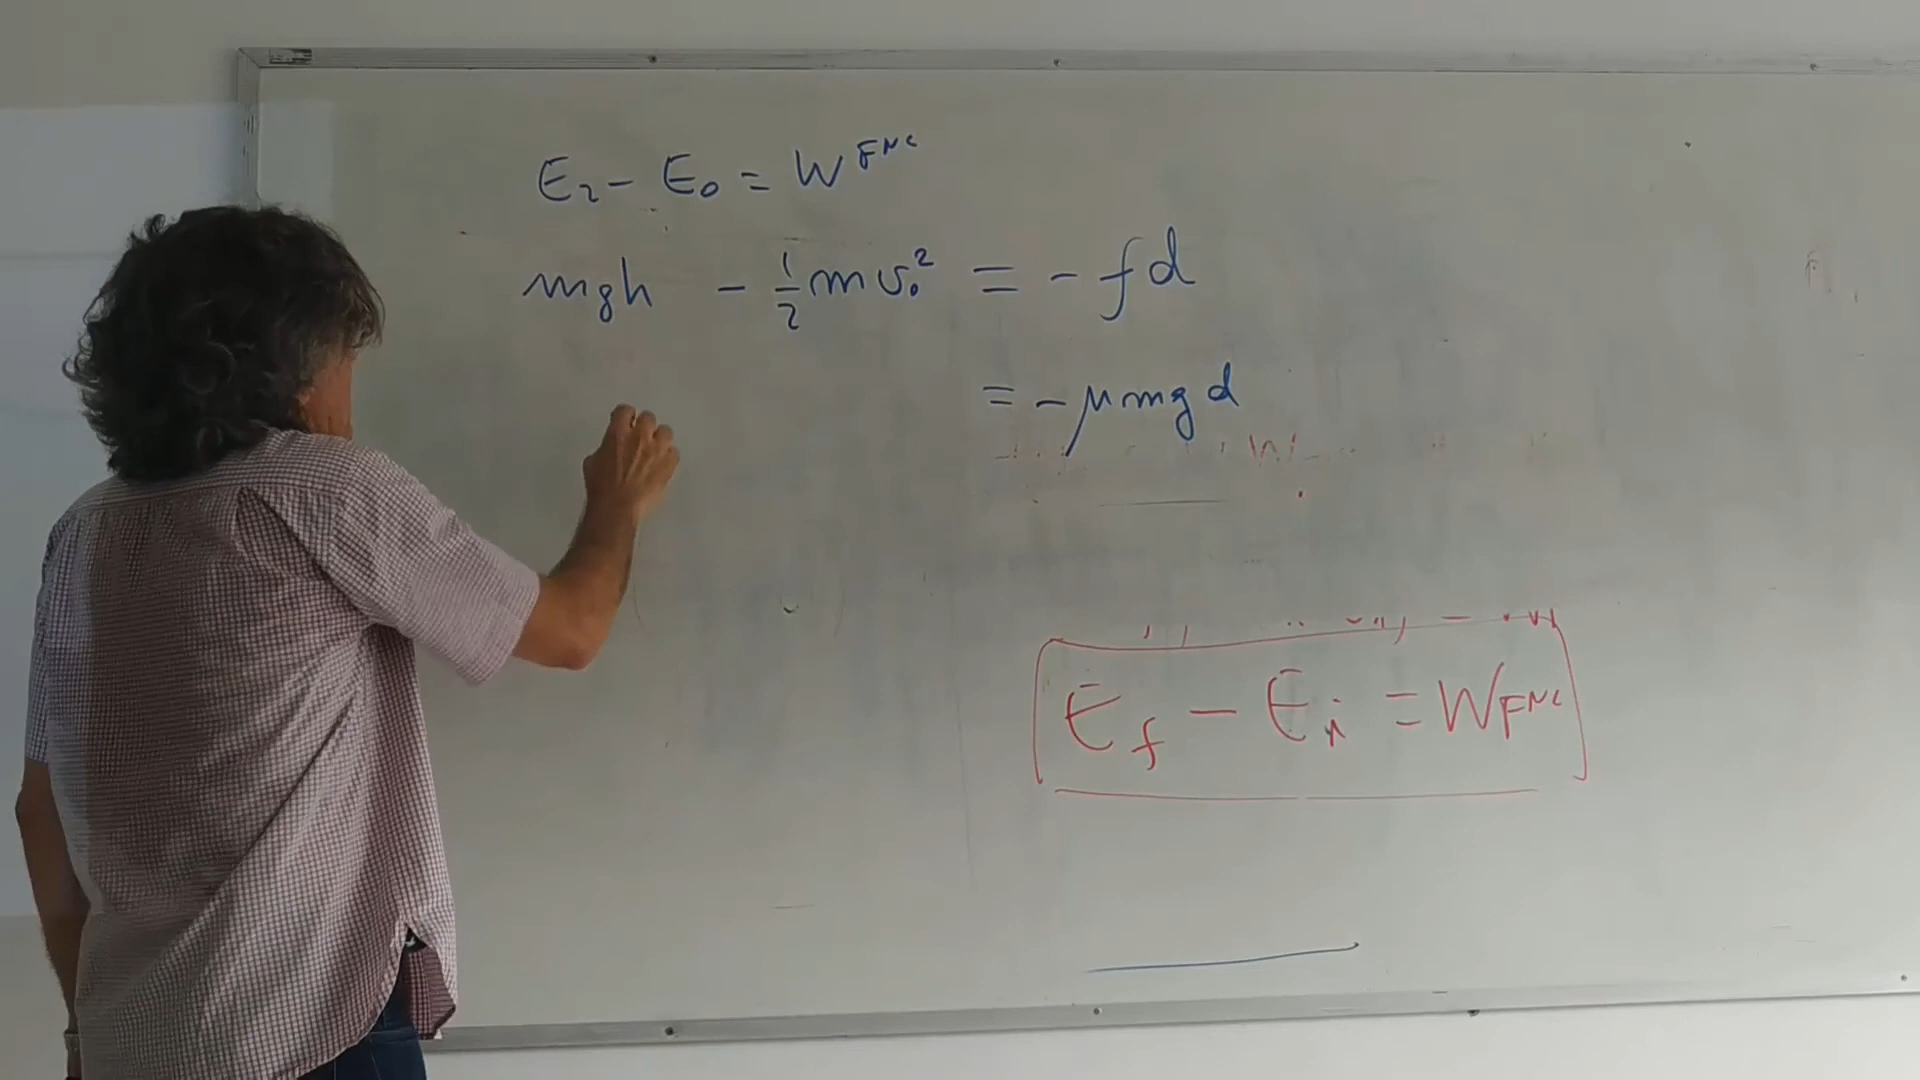 E₂ - E₀ = W^FNC
mgh - ½mv₀² = - fd
= - μmgd
E_f - E_i = W_FNC